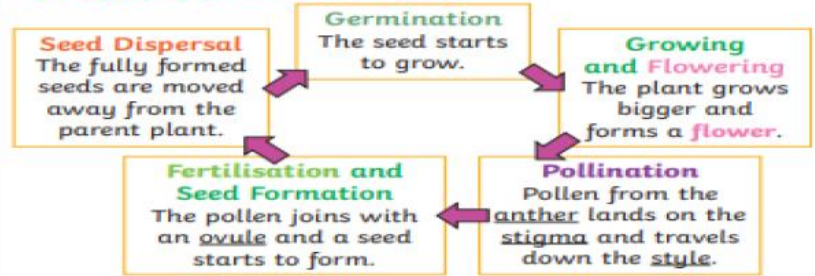 Germination
The seed starts
to grow.
Growing
and Flowering
The plant grows
bigger and
forms a flower.
Pollination
Pollen from the
anther lands on the
stigma and travels
down the style.
Fertilisation and
Seed Formation
The pollen joins with
an ovule and a seed
starts to form.
Seed Dispersal
The fully formed
seeds are moved
away from the
parent plant.